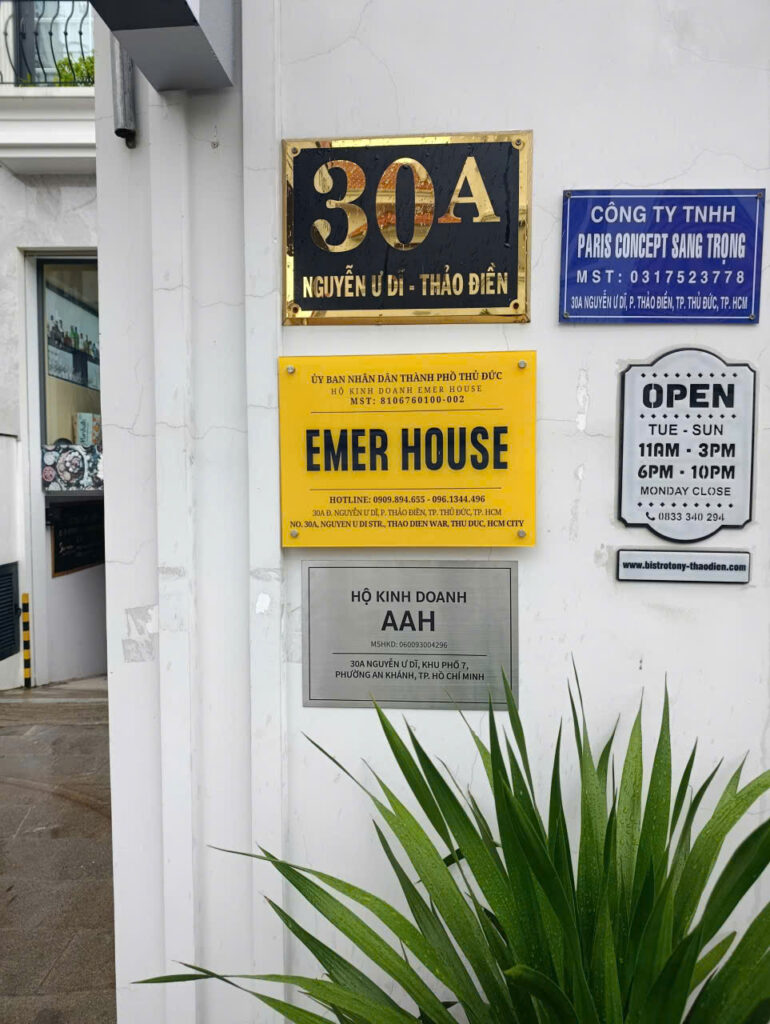 30A
NGUYỄN Ư DĨ - THẢO ĐIỀN
CÔNG TY TNHH
PARIS CONCEPT SANG TRỌNG
MST: 0317523778
30A NGUYỄN Ư DĨ, P. THẢO ĐIỀN, TP. THỦ ĐỨC, TP. HCM
ỦY BAN NHÂN DÂN THÀNH PHỐ THỦ ĐỨC
HỘ KINH DOANH EMER HOUSE
MST: 8106760100-002
EMER HOUSE
HOTLINE: 0909.894.655 - 096.1344.496
30A Đ. NGUYỄN Ư DĨ, P. THẢO ĐIỀN, TP. THỦ ĐỨC, TP. HCM
NO. 30A, NGUYEN U DI STR., THAO DIEN WAR, THU DUC, HCM CITY
OPEN
TUE - SUN
11AM - 3PM
6PM - 10PM
MONDAY CLOSE
0833 340 294
www.bistrotony-thaodien.com
HỘ KINH DOANH
AAH
MSHKD: 060093004296
30A NGUYỄN Ư DĨ, KHU PHỐ 7,
PHƯỜNG AN KHÁNH, TP. HỒ CHÍ MINH